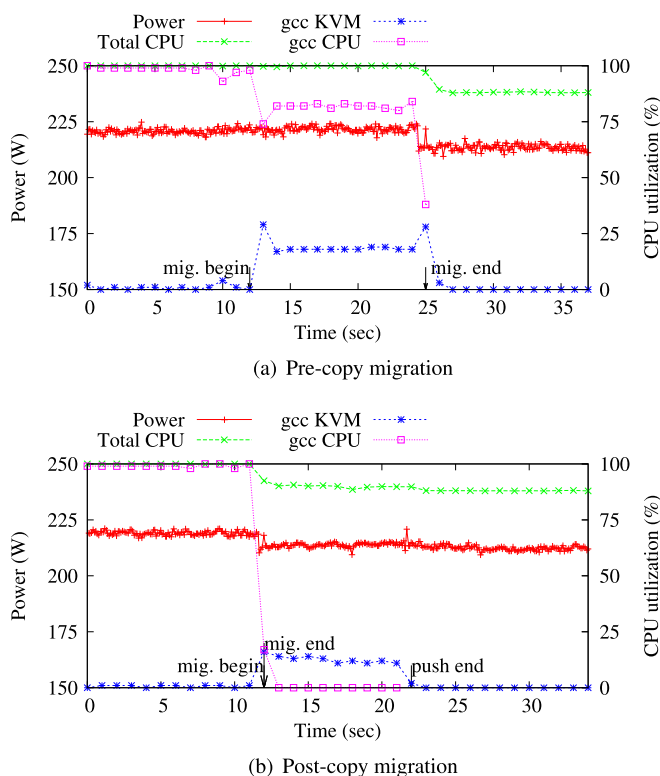 Power
gcc KVM
Total CPU
gcc CPU
250
225
200
175
150
100
75
50
25
0
Power (W)
CPU utilization (%)
mig. begin
mig. end
0 5 10 15 20 25 30 35
Time (sec)
(a) Pre-copy migration
Power
gcc KVM
Total CPU
gcc CPU
250
225
200
175
150
100
75
50
25
0
Power (W)
CPU utilization (%)
mig. end
mig. begin
push end
0 5 10 15 20 25 30
Time (sec)
(b) Post-copy migration